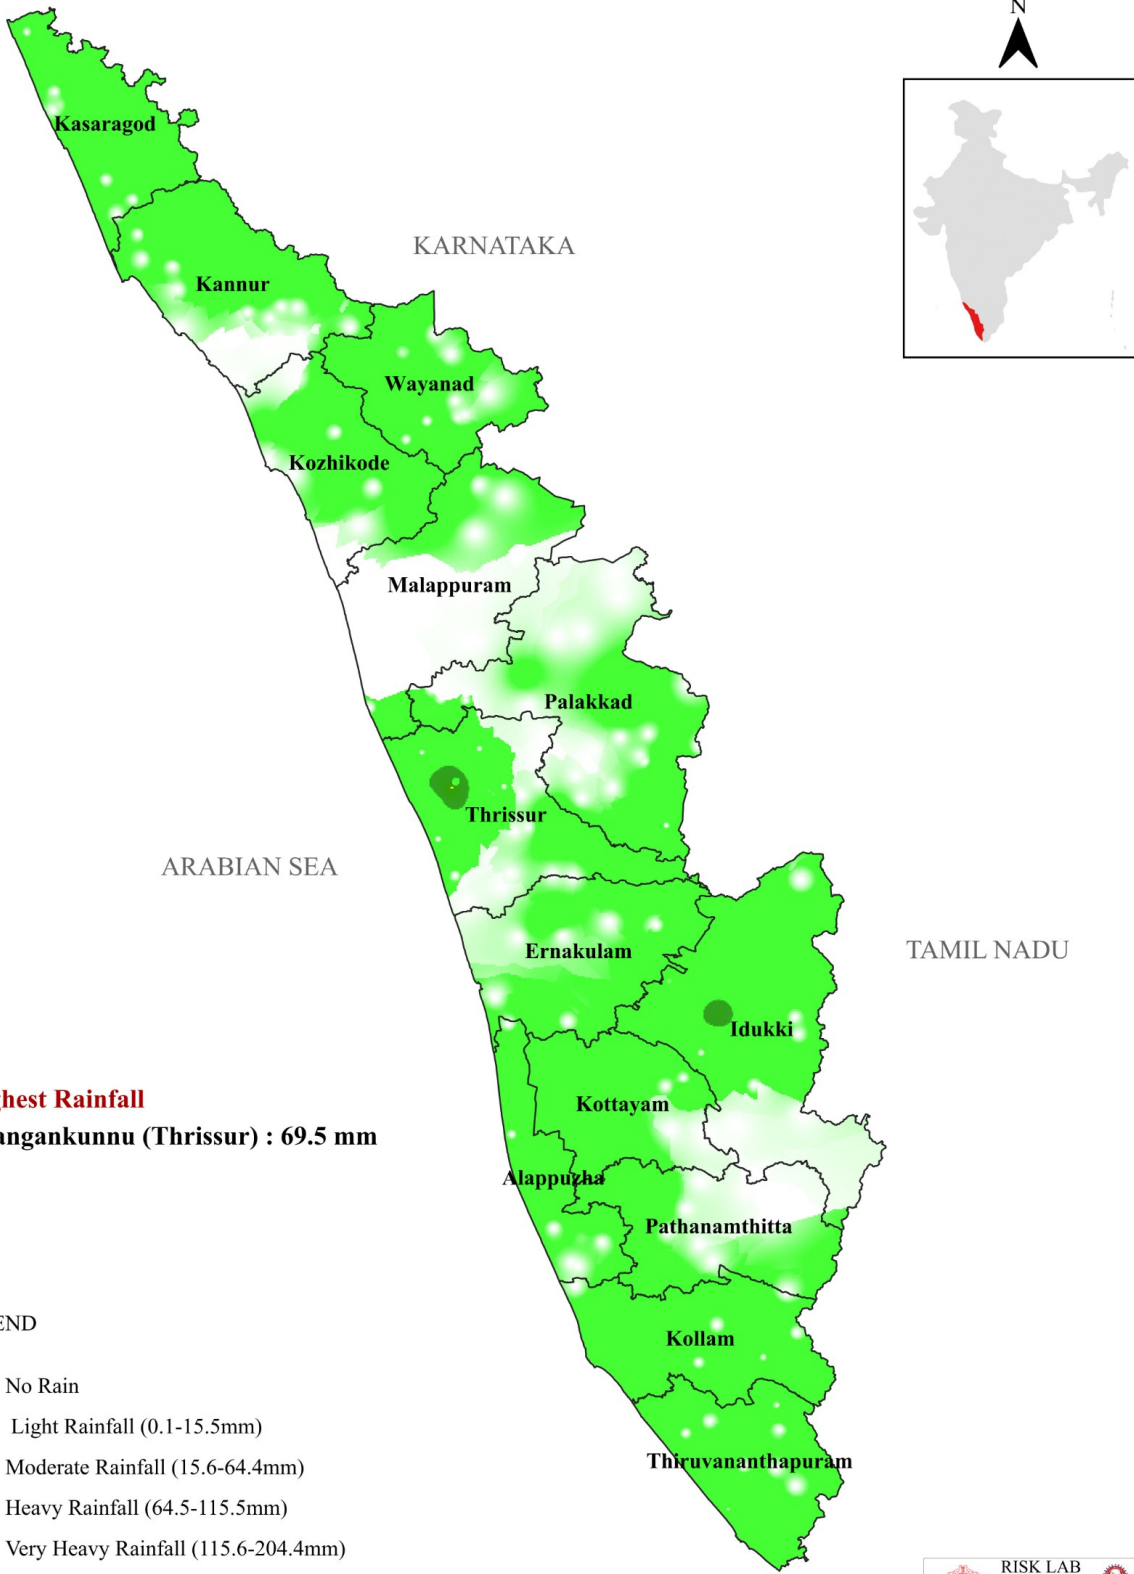 N
Kasaragod
KARNATAKA
Kannur
Wayanad
Kozhikode
Malappuram
Palakkad
Thrissur
ARABIAN SEA
Ernakulam
TAMIL NADU
Idukki
ghest Rainfall
Kottayam
angankunnu (Thrissur) : 69.5 mm
Alappuzha
Pathanamthitta
END
Kollam
No Rain
Light Rainfall (0.1-15.5mm)
Thiruvananthapuram
Moderate Rainfall (15.6-64.4mm)
Heavy Rainfall (64.5-115.5mm)
Very Heavy Rainfall (115.6-204.4mm)
RISK LAB